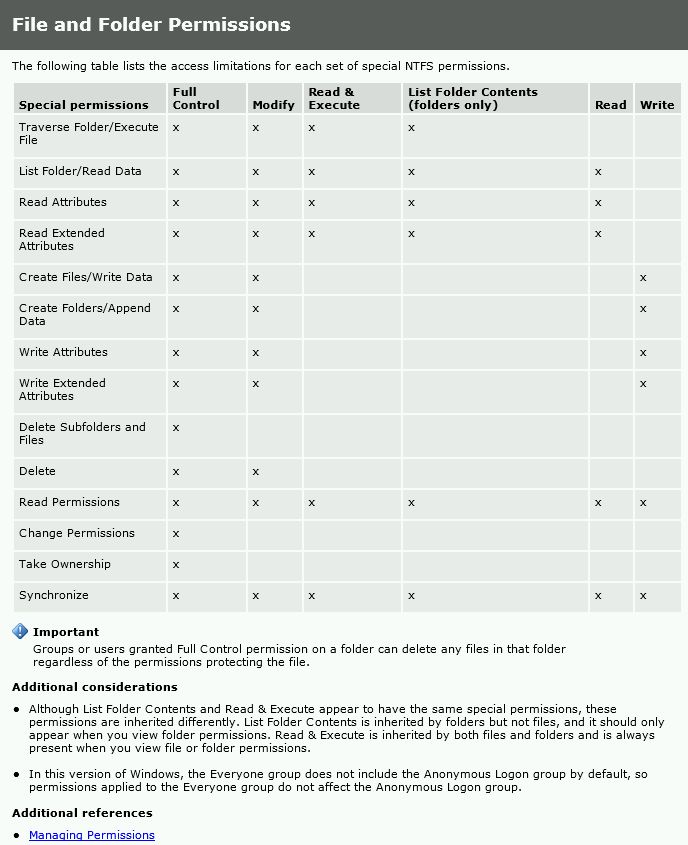 File and Folder Permissions
The following table lists the access limitations for each set of special NTFS permissions.
Special permissions Full Control Modify Read & Execute List Folder Contents (folders only) Read Write
Traverse Folder/Execute File x x x x
List Folder/Read Data x x x x x
Read Attributes x x x x x
Read Extended Attributes x x x x x
Create Files/Write Data x x x
Create Folders/Append Data x x x
Write Attributes x x x
Write Extended Attributes x x x
Delete Subfolders and Files x
Delete x x
Read Permissions x x x x x x
Change Permissions x
Take Ownership x
Synchronize x x x x x x
Important
Groups or users granted Full Control permission on a folder can delete any files in that folder
regardless of the permissions protecting the file.
Additional considerations
• Although List Folder Contents and Read & Execute appear to have the same special permissions, these
permissions are inherited differently. List Folder Contents is inherited by folders but not files, and it should only
appear when you view folder permissions. Read & Execute is inherited by both files and folders and is always
present when you view file or folder permissions.
• In this version of Windows, the Everyone group does not include the Anonymous Logon group by default, so
permissions applied to the Everyone group do not affect the Anonymous Logon group.
Additional references
• Managing Permissions